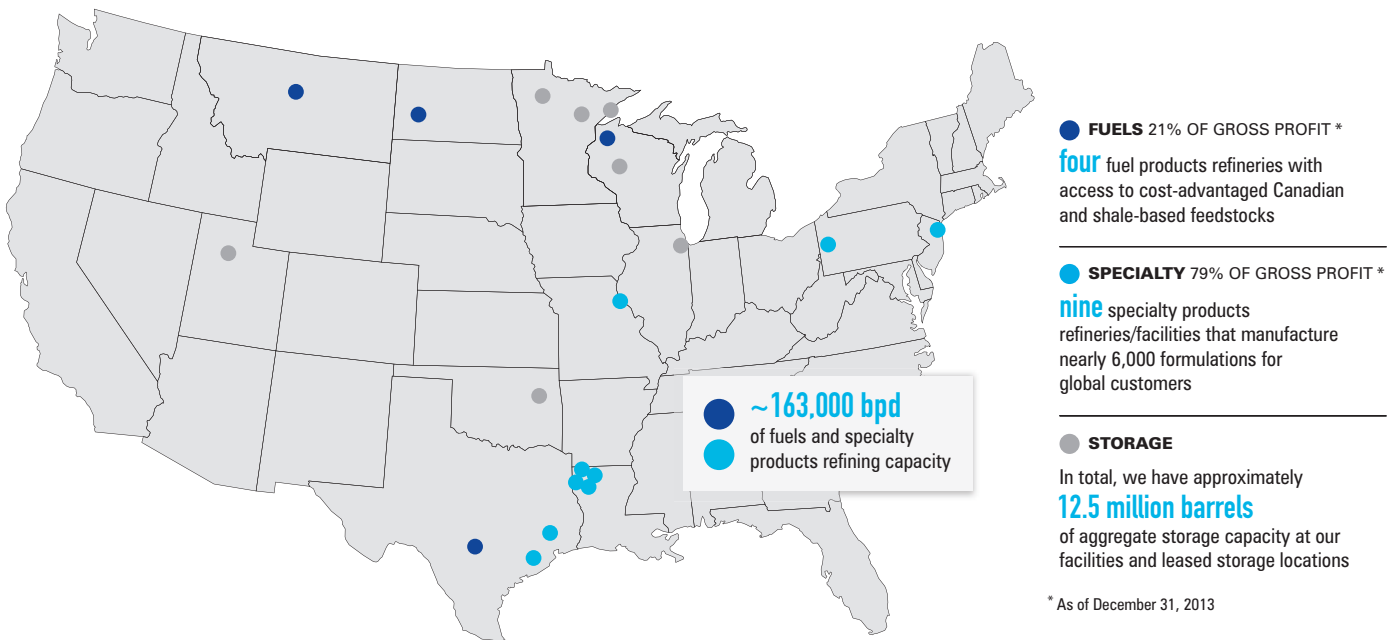 FUELS 21% OF GROSS PROFIT *
four fuel products refineries with
access to cost-advantaged Canadian
and shale-based feedstocks
SPECIALTY 79% OF GROSS PROFIT *
nine specialty products
refineries/facilities that manufacture
nearly 6,000 formulations for
global customers
~163,000 bpd
of fuels and specialty
products refining capacity
STORAGE
In total, we have approximately
12.5 million barrels
of aggregate storage capacity at our
facilities and leased storage locations
* As of December 31, 2013